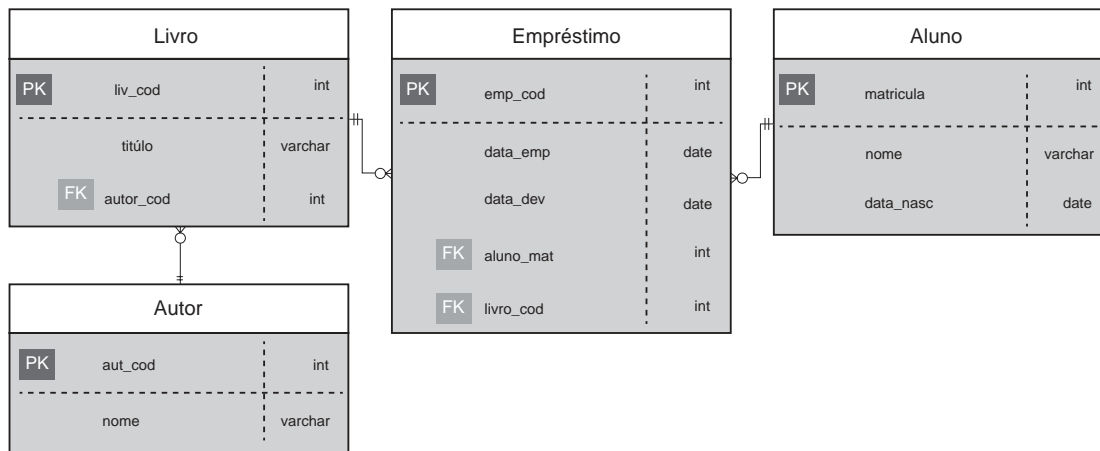 Livro
PK liv_cod int
titúlo varchar
FK autor_cod int
Empréstimo
PK emp_cod int
data_emp date
data_dev date
FK aluno_mat int
FK livro_cod int
Aluno
matricula int
nome varchar
data_nasc date
Autor
PK aut_cod int
nome varchar